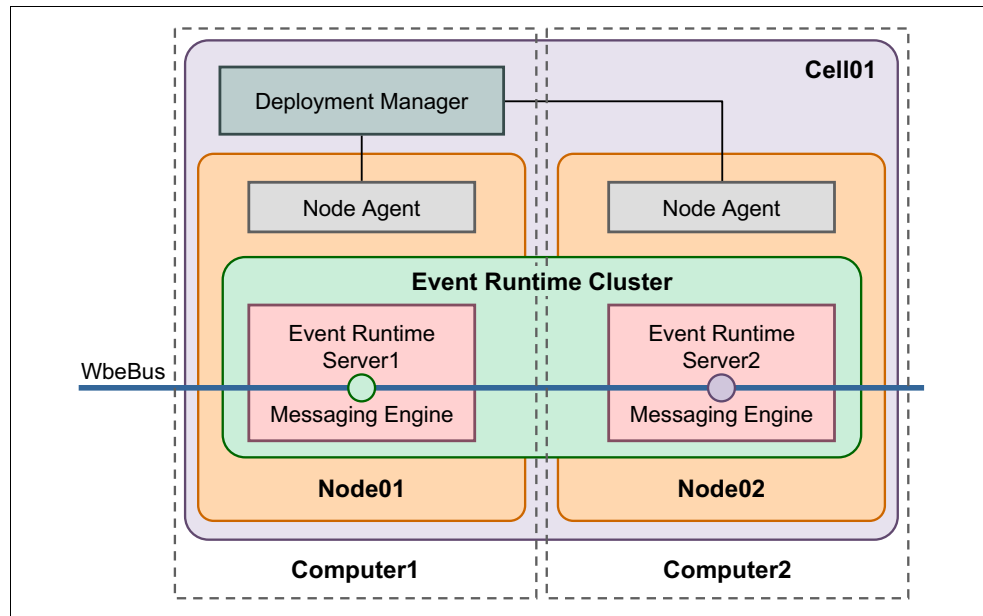 Cell01
Deployment Manager
Node Agent
Node Agent
Event Runtime Cluster
Event Runtime
Server1
Event Runtime
Server2
WbeBus
Messaging Engine
Messaging Engine
Node01
Node02
Computer1
Computer2